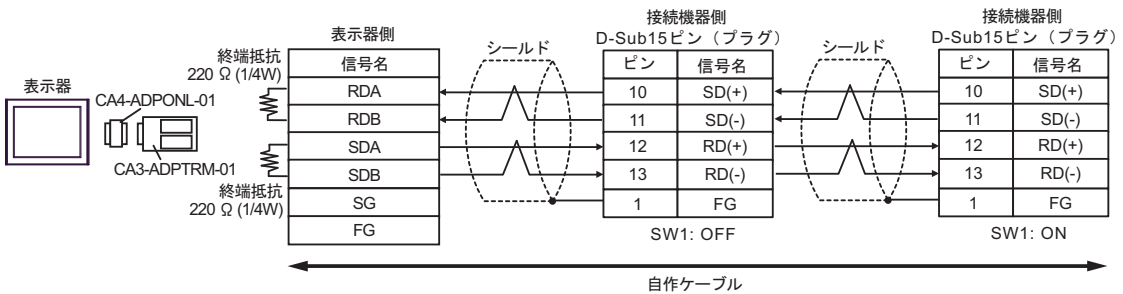 表示器
CA4-ADPONL-01
CA3-ADPTRM-01
終端抵抗
220 Ω (1/4W)
終端抵抗
220 Ω (1/4W)
表示器側
信号名
RDA
RDB
SDA
SDB
SG
FG
シールド
接続機器側
D-Sub15ピン（プラグ）
ピン 信号名
10 SD(+)
11 SD(-)
12 RD(+)
13 RD(-)
1 FG
SW1: OFF
シールド
接続機器側
D-Sub15ピン（プラグ）
ピン 信号名
10 SD(+)
11 SD(-)
12 RD(+)
13 RD(-)
1 FG
SW1: ON
自作ケーブル